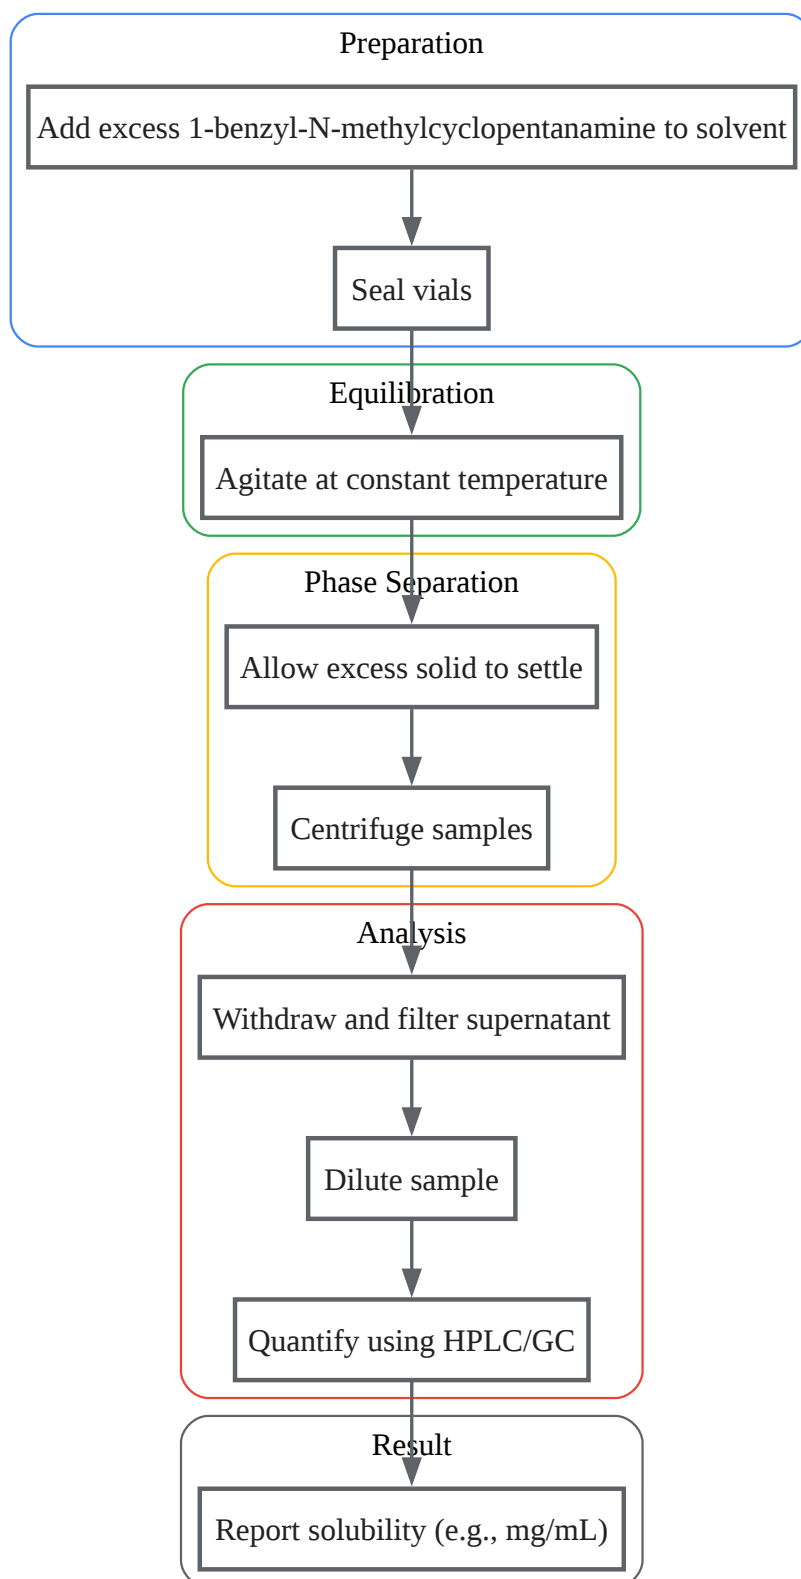 Preparation
Add excess 1-benzyl-N-methylcyclopentanamine to solvent
Seal vials
Equilibration
Agitate at constant temperature
Phase Separation
Allow excess solid to settle
Centrifuge samples
Analysis
Withdraw and filter supernatant
Dilute sample
Quantify using HPLC/GC
Result
Report solubility (e.g., mg/mL)